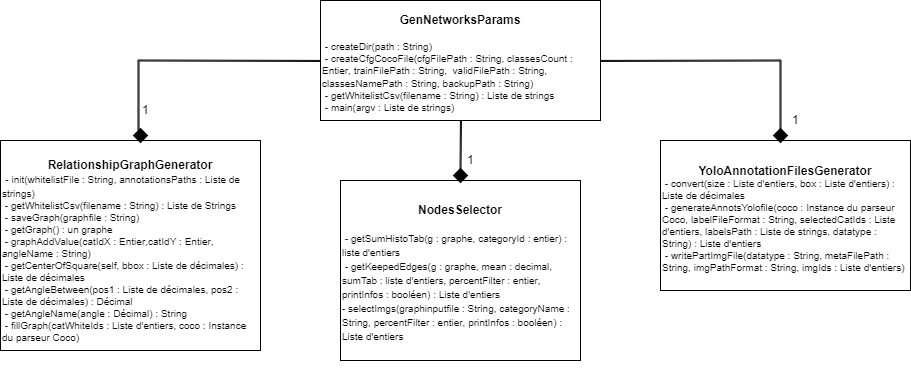 GenNetworksParams
- createDir(path : String)
- createCfgCocoFile(cfgFilePath : String, classesCount :
Entier, trainFilePath : String, validFilePath : String,
classesNamePath : String, backupPath : String)
- getWhitelistCsv(filename : String) : Liste de strings
- main(argv : Liste de strings)
1
1
1
RelationshipGraphGenerator
- init(whitelistFile : String, annotationsPaths : Liste de
strings)
- getWhitelistCsv(filename : String) : Liste de Strings
- saveGraph(graphfile : String)
- getGraph() : un graphe
- graphAddValue(catIdX : Entier,catIdY : Entier,
angleName : String)
- getCenterOfSquare(self, bbox : Liste de décimales) :
Liste de décimales
- getAngleBetween(pos1 : Liste de décimales, pos2 :
Liste de décimales) : Décimal
- getAngleName(angle : Décimal) : String
- fillGraph(catWhiteIds : Liste d'entiers, coco : Instance
du parseur Coco)
NodesSelector
- getSumHistoTab(g : graphe, categoryId : entier) :
liste d'entiers
- getKeepedEdges(g : graphe, mean : decimal,
sumTab : liste d'entiers, percentFilter : entier,
printInfos : booléen) : Liste d'entiers
- selectImgs(graphinputfile : String, categoryName :
String, percentFilter : entier, printInfos : booléen) :
Liste d'entiers
YoloAnnotationFilesGenerator
- convert(size : Liste d'entiers, box : Liste d'entiers) :
Liste de décimales
- generateAnnotsYolofile(coco : Instance du parseur
Coco, labelFileFormat : String, selectedCatIds : Liste
d'entiers, labelsPath : Liste de strings, datatype :
String) : Liste d'entiers
- writePartImgFile(datatype : String, metaFilePath
: String, imgPathFormat : String, imgIds : Liste d'entiers)